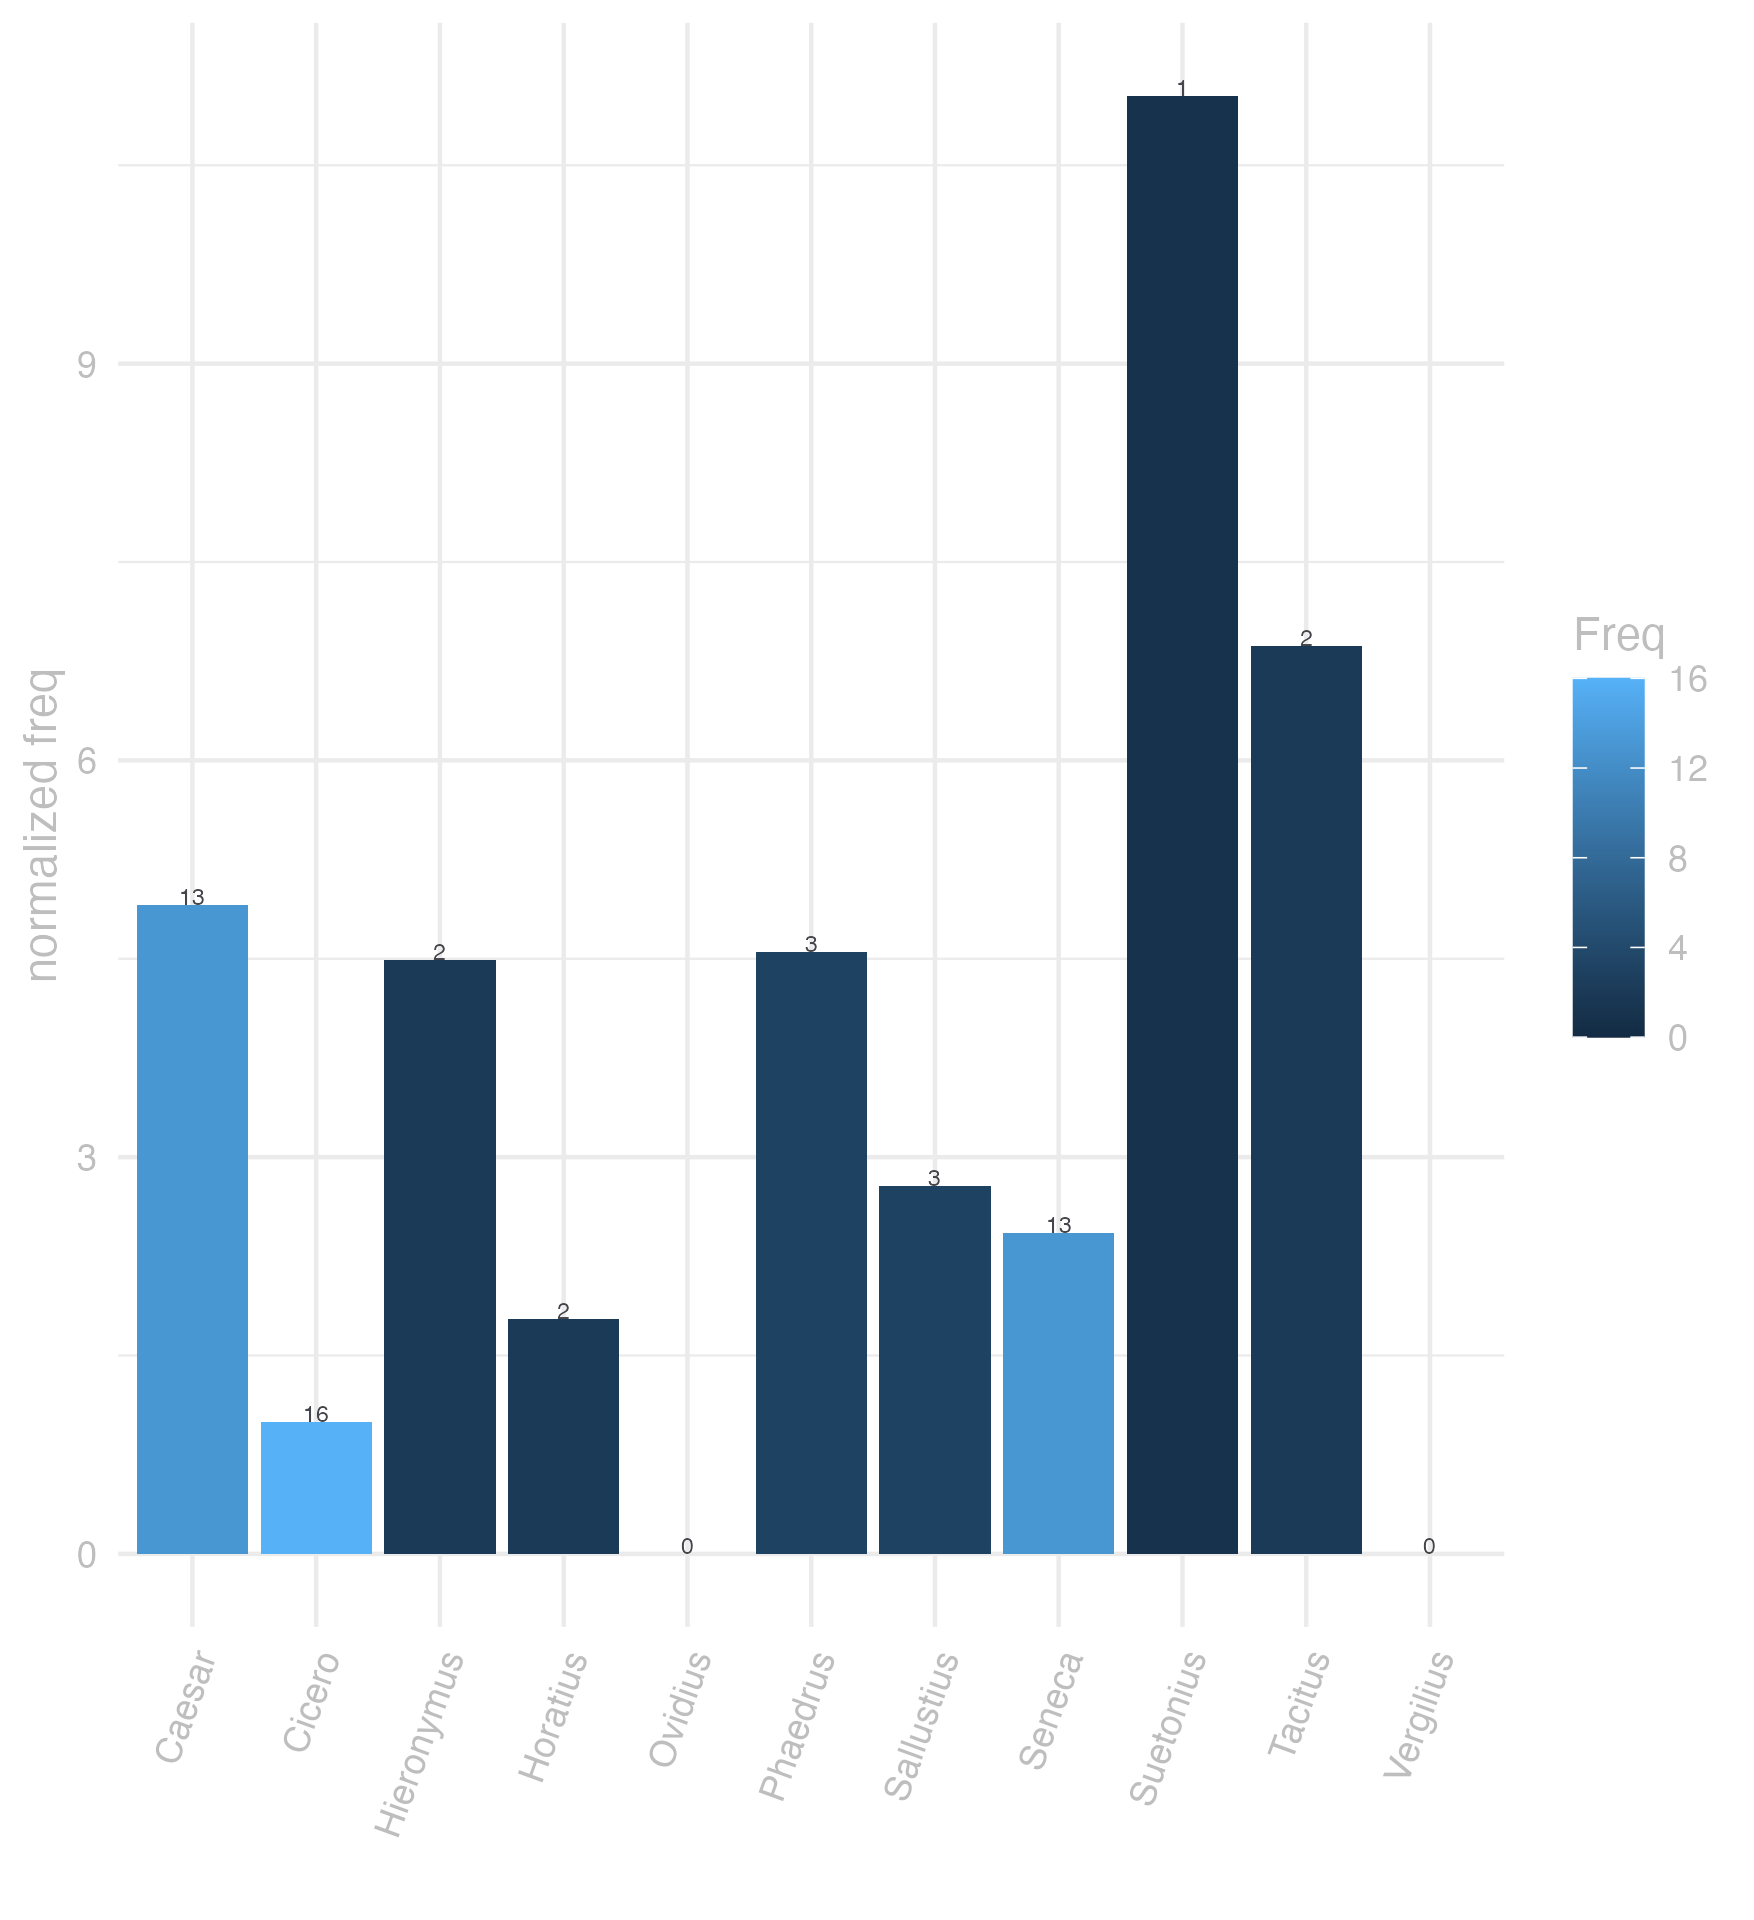 normalized freq
9
6
3
0
13
16
2
2
0
3
3
13
1
2
0
Caesar
Cicero
Hieronymus
Horatius
Ovidius
Phaedrus
Sallustius
Seneca
Suetonius
Tacitus
Vergilius
Freq
16
12
8
4
0